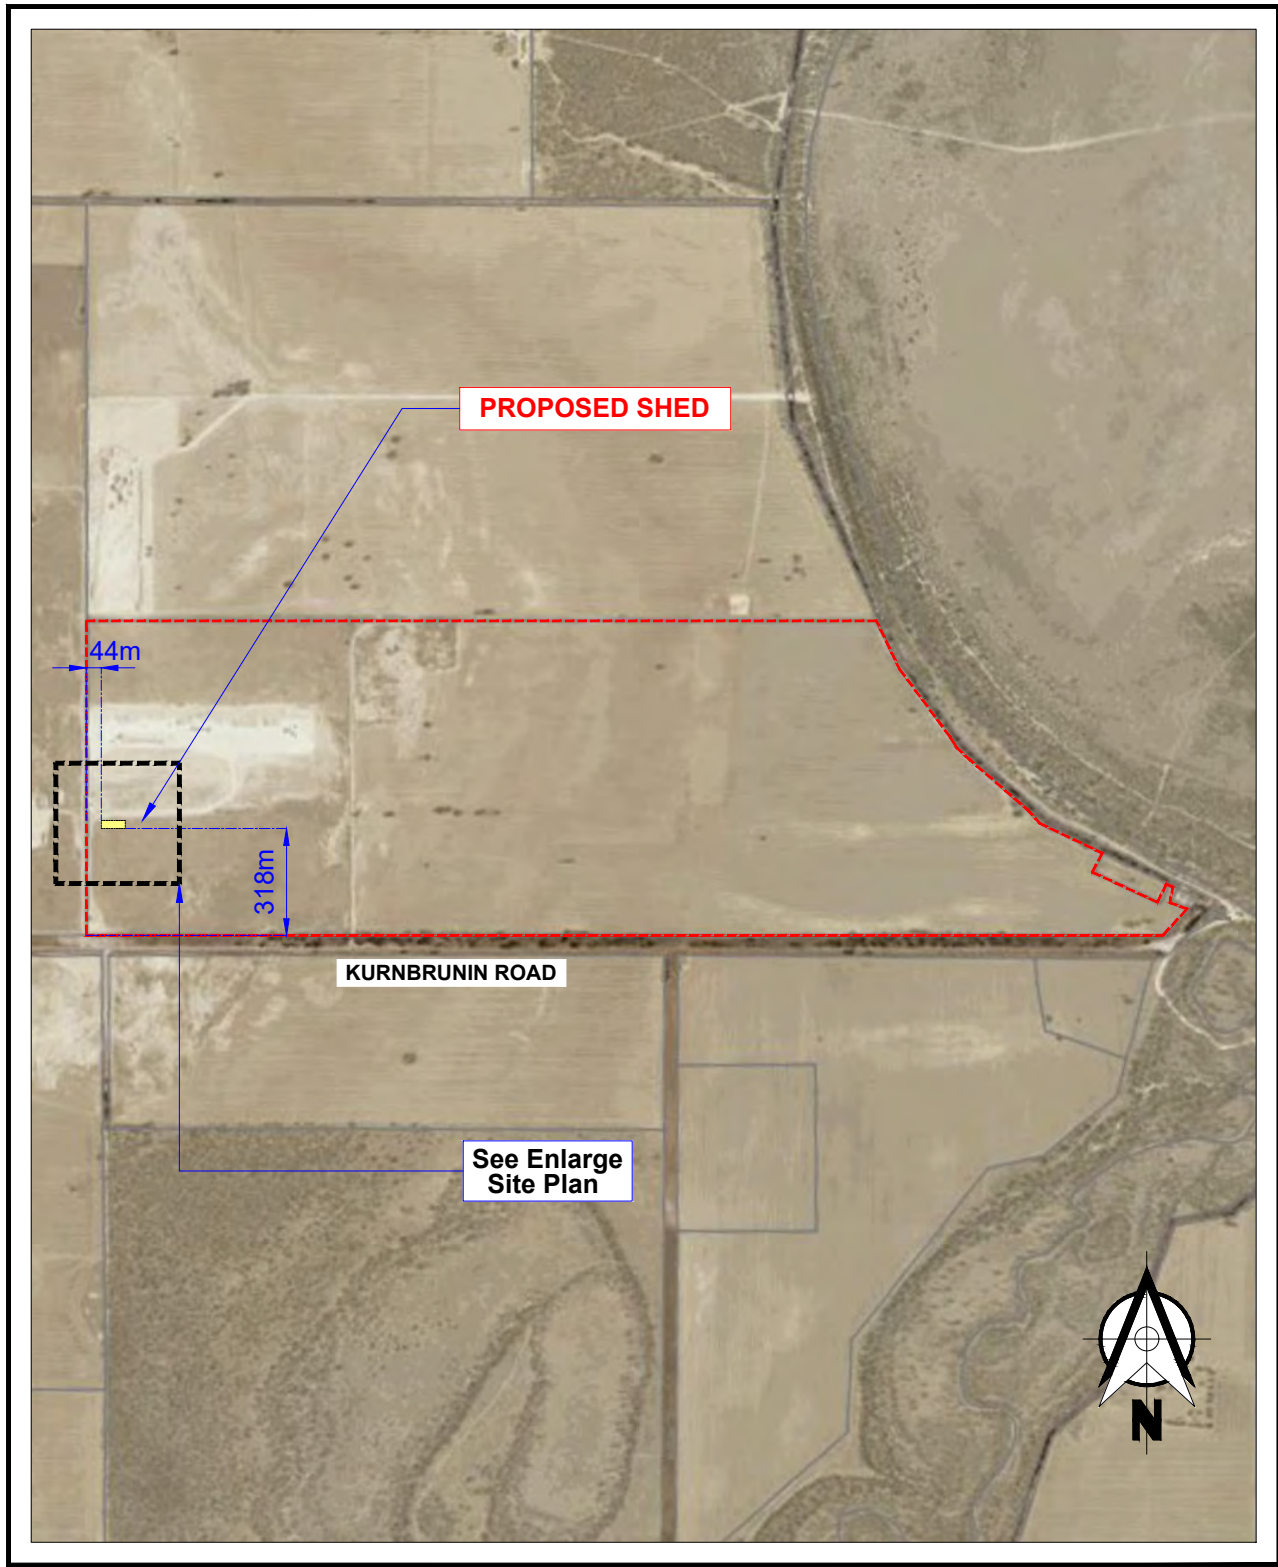 PROPOSED SHED
44m
318m
KURNBRUNIN ROAD
See Enlarge
Site Plan
N